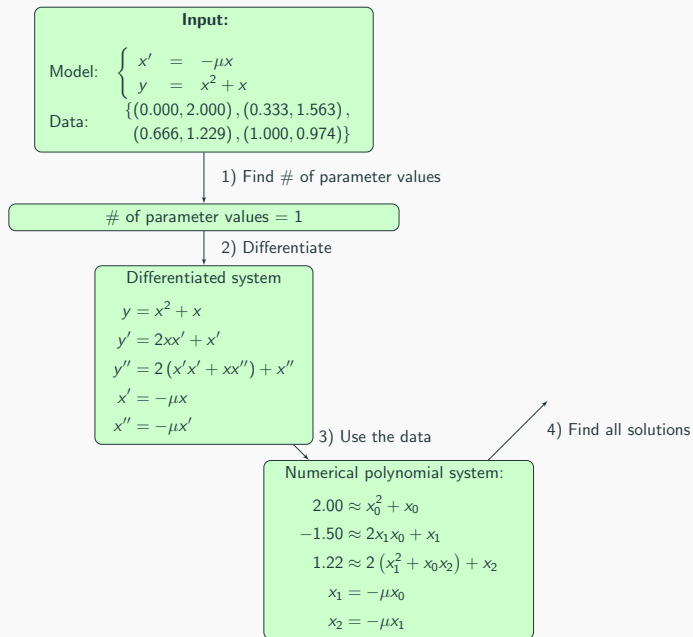 Input:
Model: { x′ = −μx
y = x² + x
Data: {(0.000, 2.000) , (0.333, 1.563) ,
(0.666, 1.229) , (1.000, 0.974)}
1) Find # of parameter values
# of parameter values = 1
2) Differentiate
Differentiated system
y = x² + x
y′ = 2xx′ + x′
y′′ = 2 (x′x′ + xx′′) + x′′
x′ = −μx
x′′ = −μx′
3) Use the data
4) Find all solutions
Numerical polynomial system:
2.00 ≈ x₀² + x₀
−1.50 ≈ 2x₁x₀ + x₁
1.22 ≈ 2 (x₁² + x₀x₂) + x₂
x₁ = −μx₀
x₂ = −μx₁